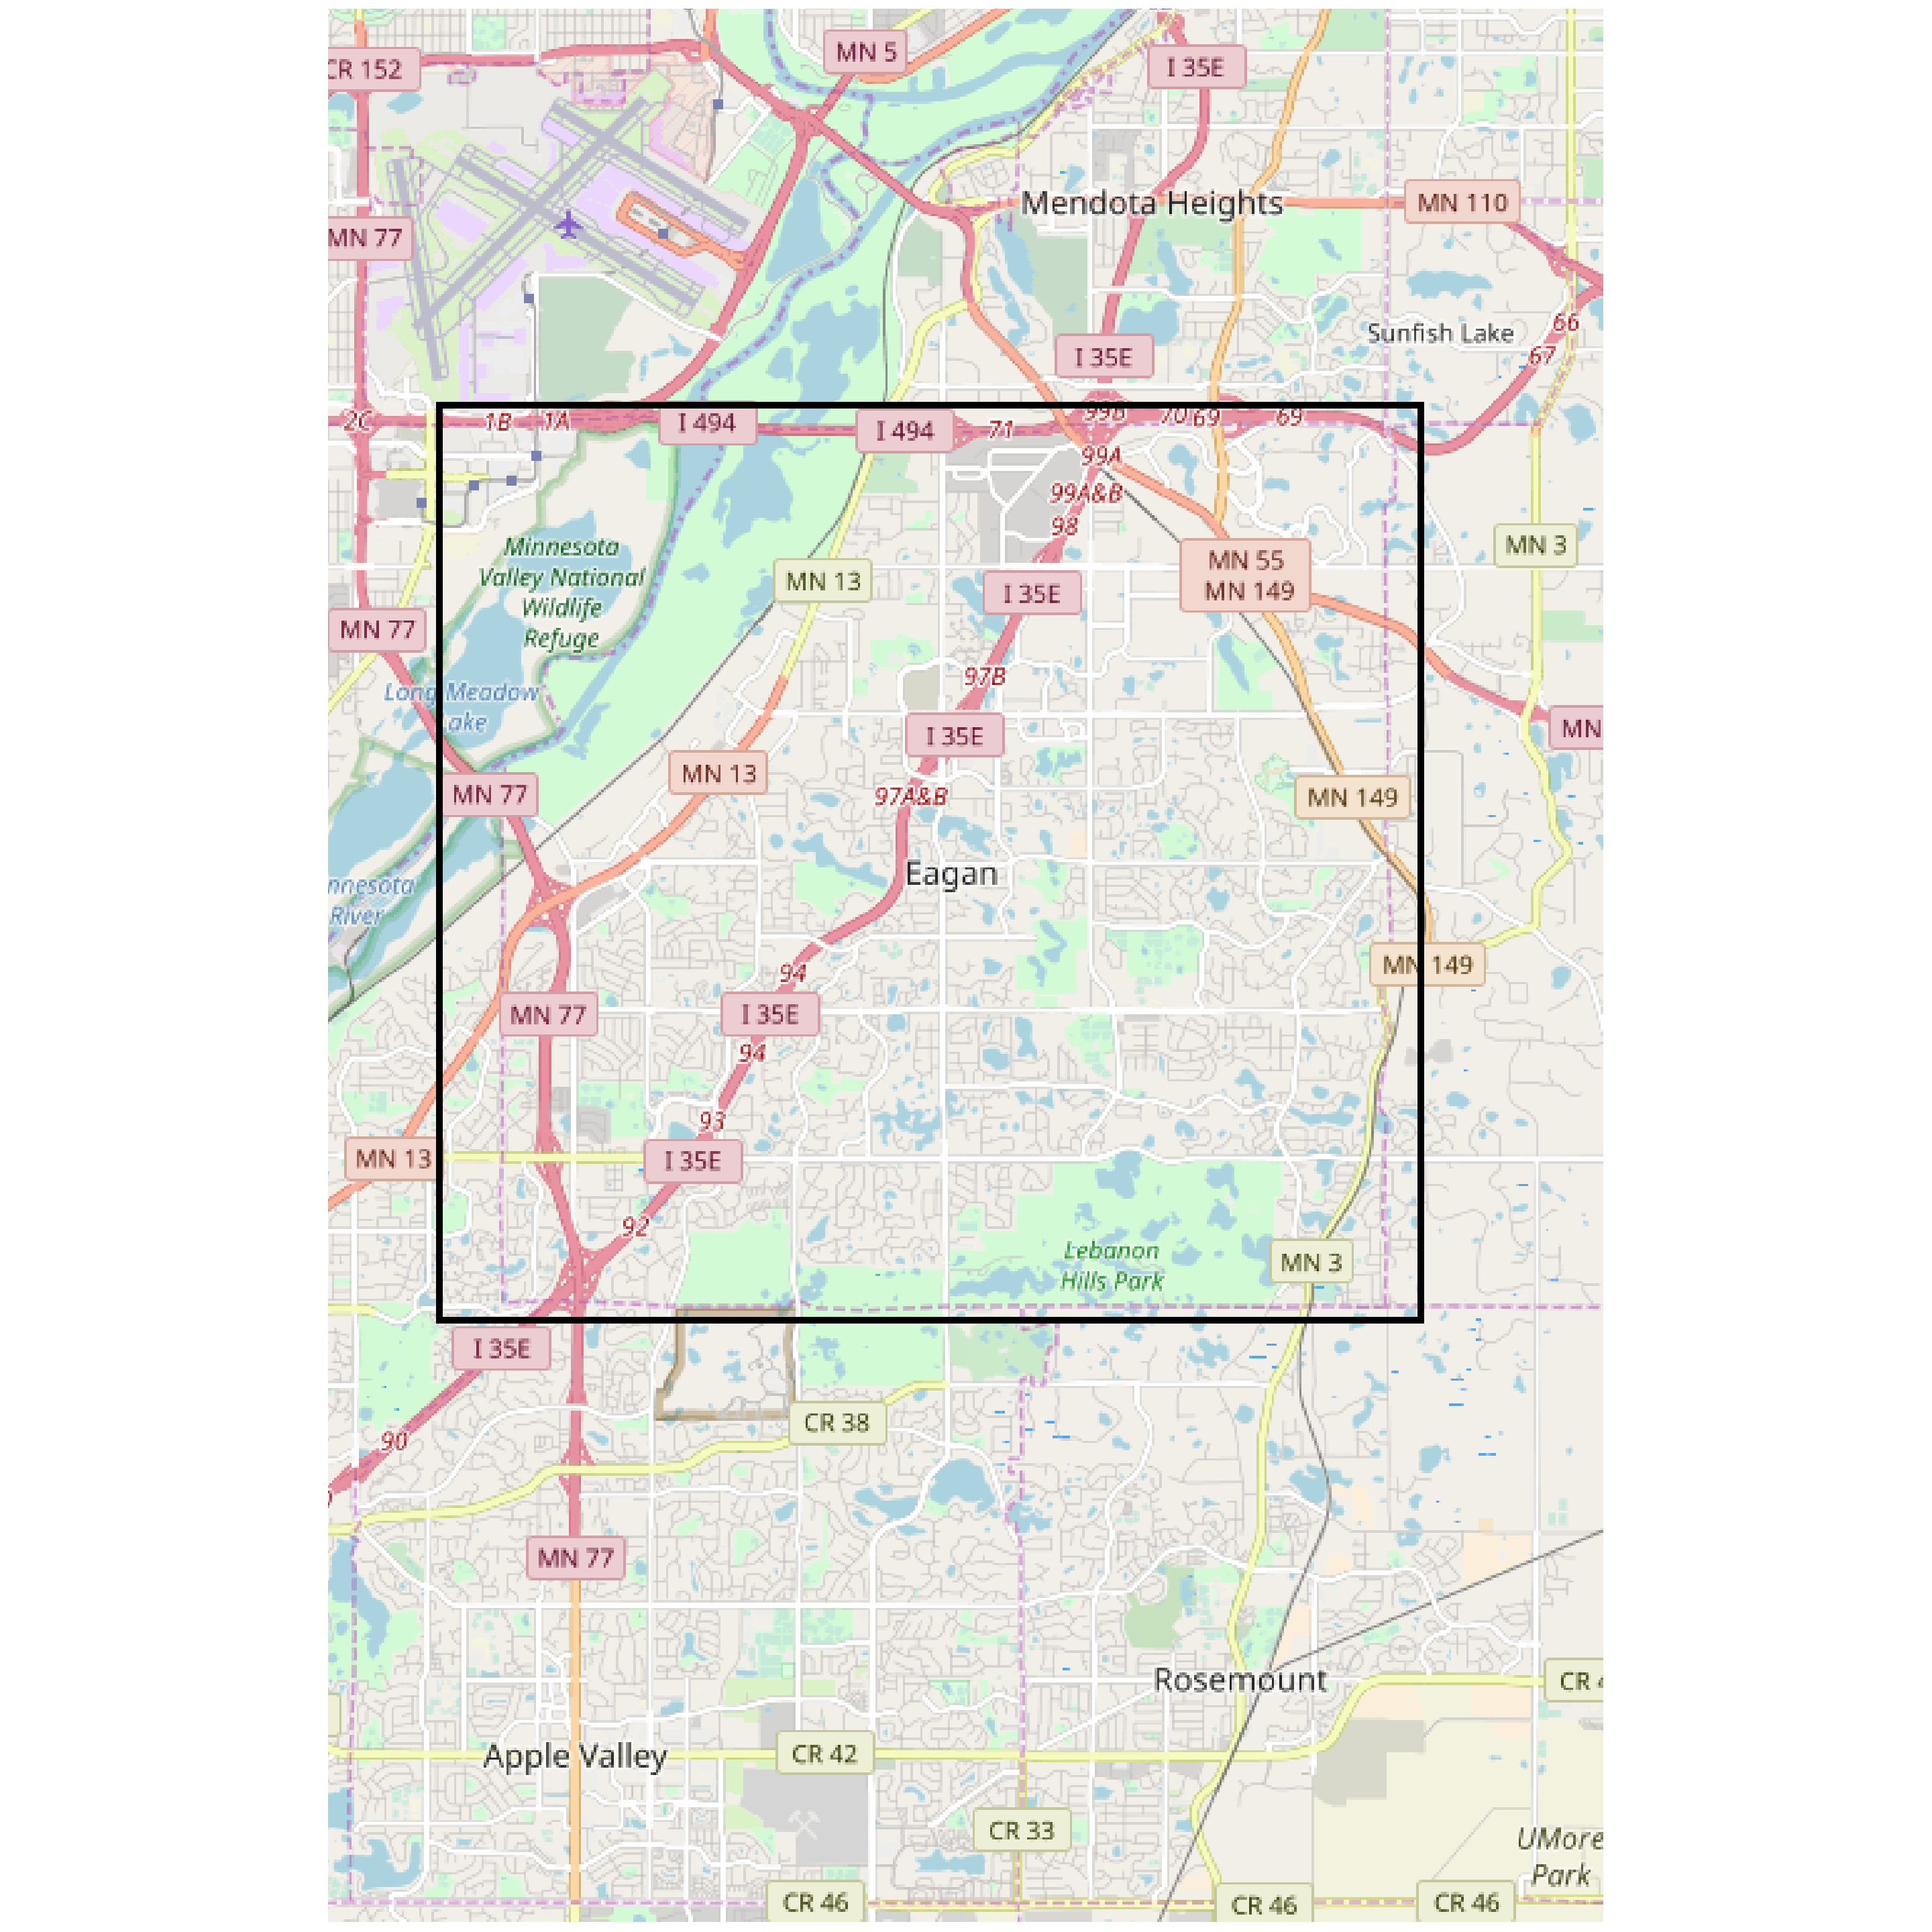 MN 5
CR 152
I 35E
Mendota Heights
MN 110
MN 77
Sunfish Lake
66
67
I 35E
2C
1B
1A
I 494
I 494
71
99B
70
69
69
99A
99A&B
98
MN 3
Minnesota
Valley National
Wildlife
Refuge
MN 13
MN 55
MN 149
I 35E
MN 77
97B
Long Meadow
ake
I 35E
MN
MN 13
MN 77
97A&B
MN 149
Eagan
nnesota
River
94
MN 149
MN 77
I 35E
94
93
MN 13
I 35E
92
Lebanon
Hills Park
MN 3
I 35E
90
CR 38
MN 77
Rosemount
CR 4
Apple Valley
CR 42
CR 33
UMore
Park
CR 46
CR 46
CR 46